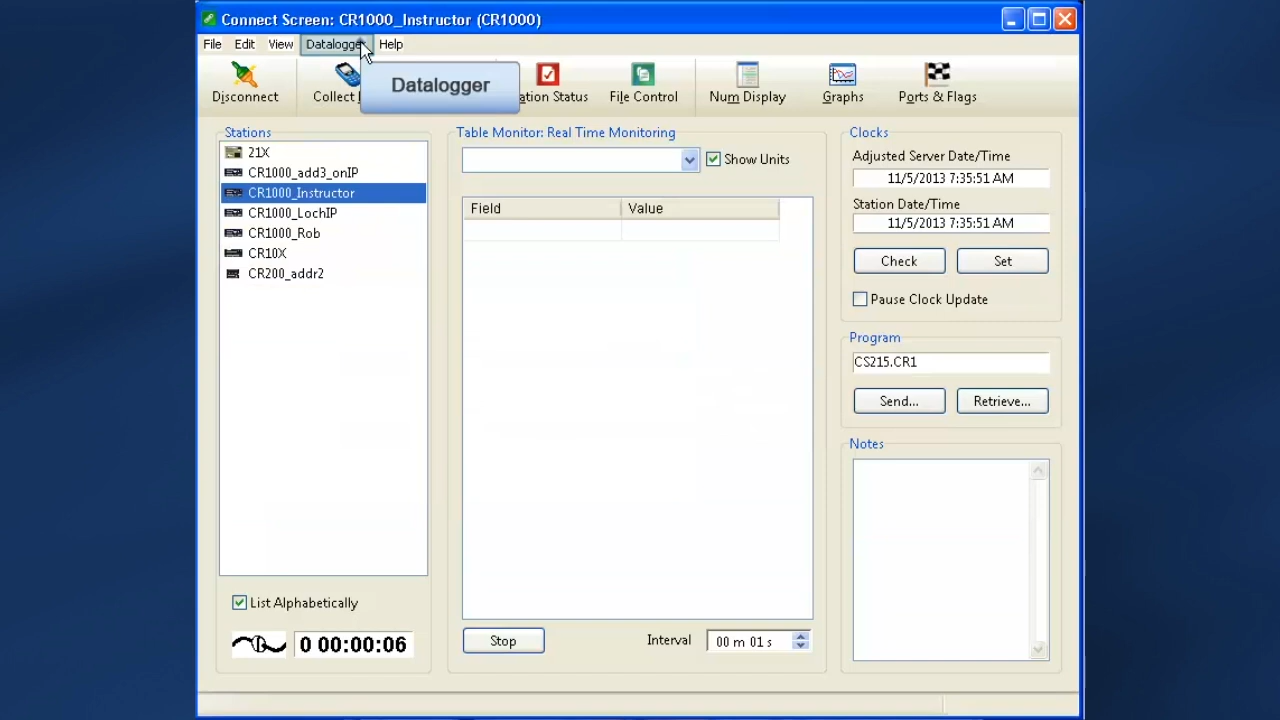 Connect Screen: CR1000_Instructor (CR1000)
File Edit View Datalogge Help
Datalogger
Disconnect Collect ation Status File Control Num Display Graphs Ports & Flags
Stations
21X
CR1000_add3_onIP
CR1000_Instructor
CR1000_LochIP
CR1000_Rob
CR10X
CR200_addr2
List Alphabetically
0 00:00:06
Table Monitor: Real Time Monitoring
Show Units
Field Value
Stop Interval 00 m 01 s
Clocks
Adjusted Server Date/Time
11/5/2013 7:35:51 AM
Station Date/Time
11/5/2013 7:35:51 AM
Check Set
Pause Clock Update
Program
CS215.CR1
Send... Retrieve...
Notes